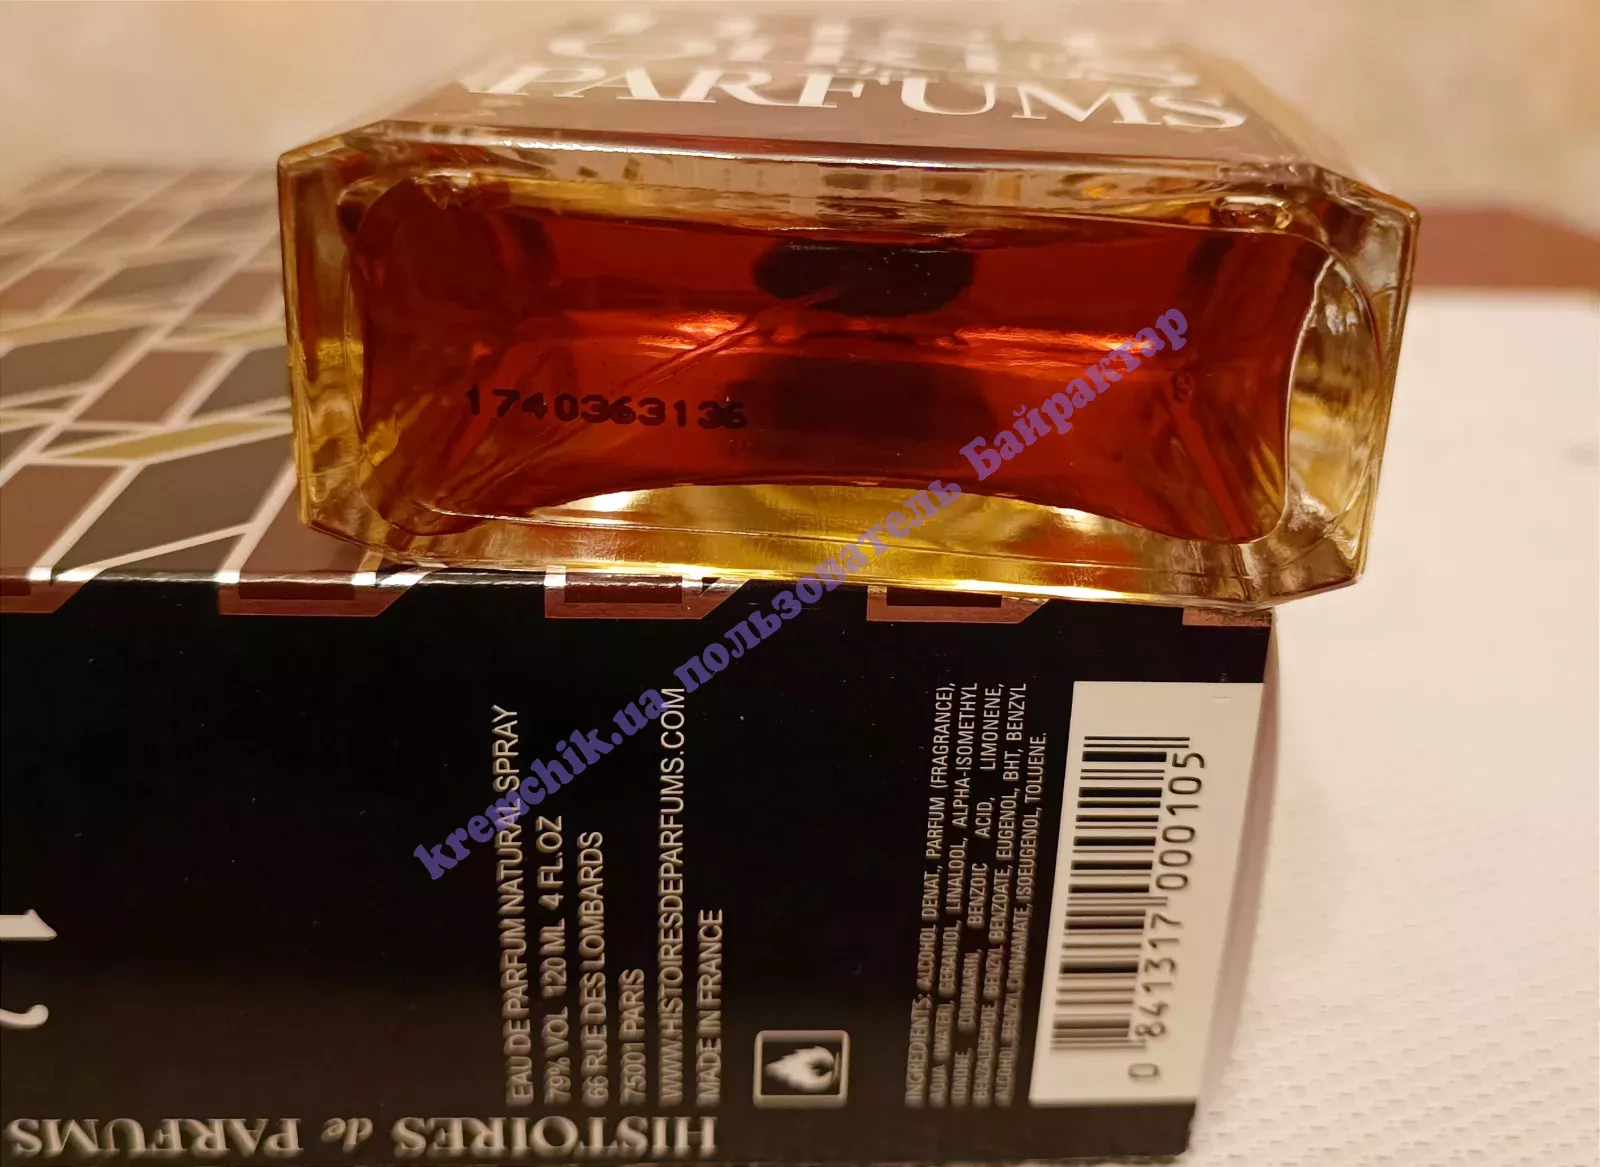 PARFUMS
1740363136
kremchik.ua пользователь Байрактар
EAU DE PARFUM NATURAL SPRAY
79% VOL 120 ML 4 FL.OZ
66 RUE DES LOMBARDS
75001 PARIS
WWW.HISTOIRESDEPARFUMS.COM
MADE IN FRANCE
INGREDIENTS: ALCOHOL DENAT., PARFUM (FRAGRANCE),
AQUA (WATER), GERANIOL, LINALOOL, ALPHA-ISOMETHYL
IONONE, COUMARIN, BENZOIC ACID, LIMONENE,
BENZALDEHYDE BENZYL BENZOATE, EUGENOL, BHT, BENZYL
ALCOHOL, BENZYL CINNAMATE, ISOEUGENOL, TOLUENE.
0 841317 000105
HISTOIRES de PARFUMS